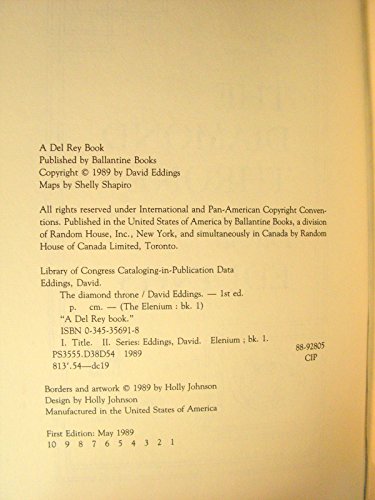 A Del Rey Book
Published by Ballantine Books
Copyright © 1989 by David Eddings
Maps by Shelly Shapiro
All rights reserved under International and Pan-American Copyright Conven-
tions. Published in the United States of America by Ballantine Books, a division
of Random House, Inc., New York, and simultaneously in Canada by Random
House of Canada Limited, Toronto.
Library of Congress Cataloging-in-Publication Data
Eddings, David.
The diamond throne / David Eddings. — 1st ed.
p. cm. — (The Elenium : bk. 1)
"A Del Rey book."
ISBN 0-345-35691-8
I. Title. II. Series: Eddings, David. Elenium ; bk. 1.
PS3555.D38D54 1989 88-92805
813'.54—dc19 CIP
Borders and artwork © 1989 by Holly Johnson
Design by Holly Johnson
Manufactured in the United States of America
First Edition: May 1989
10 9 8 7 6 5 4 3 2 1